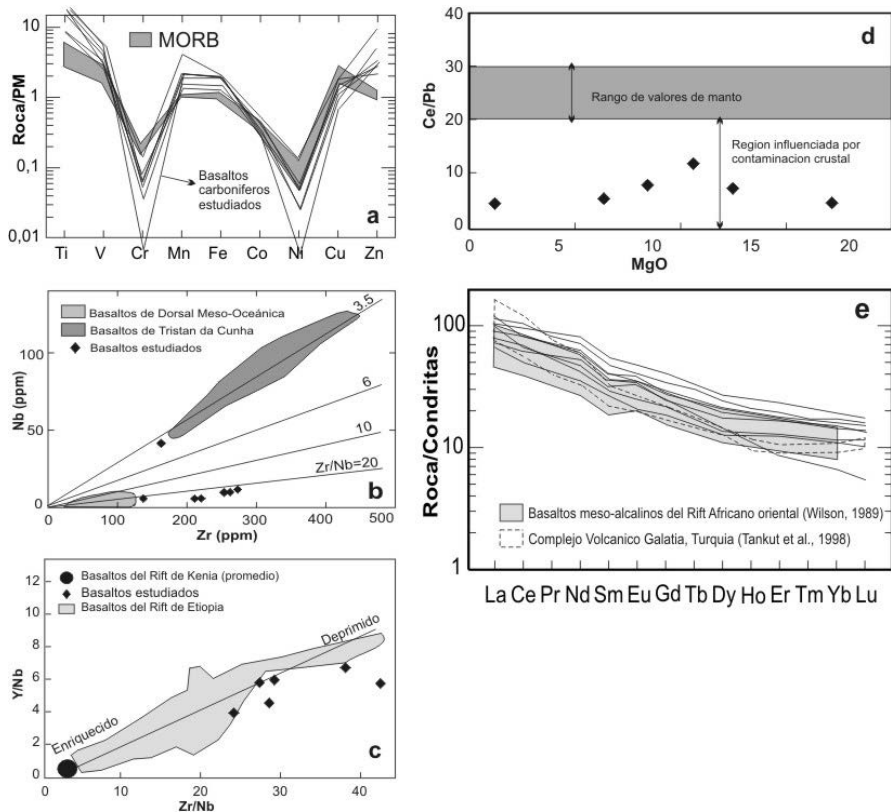 10
1
0,1
0,01
Roca/PM
MORB
Basaltos
carboniferos
estudiados
a
Ti V Cr Mn Fe Co Ni Cu Zn
d
40
30
20
10
0
Ce/Pb
Rango de valores de manto
Region influenciada por
contaminacion crustal
0 5 10 15 20
MgO
b
100
50
0
Nb (ppm)
Basaltos de Dorsal Meso-Oceánica
Basaltos de Tristan da Cunha
Basaltos estudiados
3.5
6
10
Zr/Nb=20
0 100 200 300 400 500
Zr (ppm)
c
12
8
6
4
2
0
Y/Nb
Basaltos del Rift de Kenia (promedio)
Basaltos estudiados
Basaltos del Rift de Etiopia
Deprimido
Enriquecido
0 10 20 30 40
Zr/Nb
e
100
10
1
Roca/Condritas
Basaltos meso-alcalinos del Rift Africano oriental (Wilson, 1989)
Complejo Volcanico Galatia, Turquia (Tankut et al., 1998)
La Ce Pr Nd Sm Eu Gd Tb Dy Ho Er Tm Yb Lu